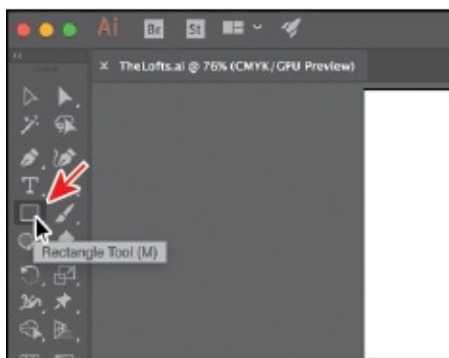 Ai Br St
× TheLofts.ai @ 76% (CMYK/GPU Preview)
T
Rectangle Tool (M)